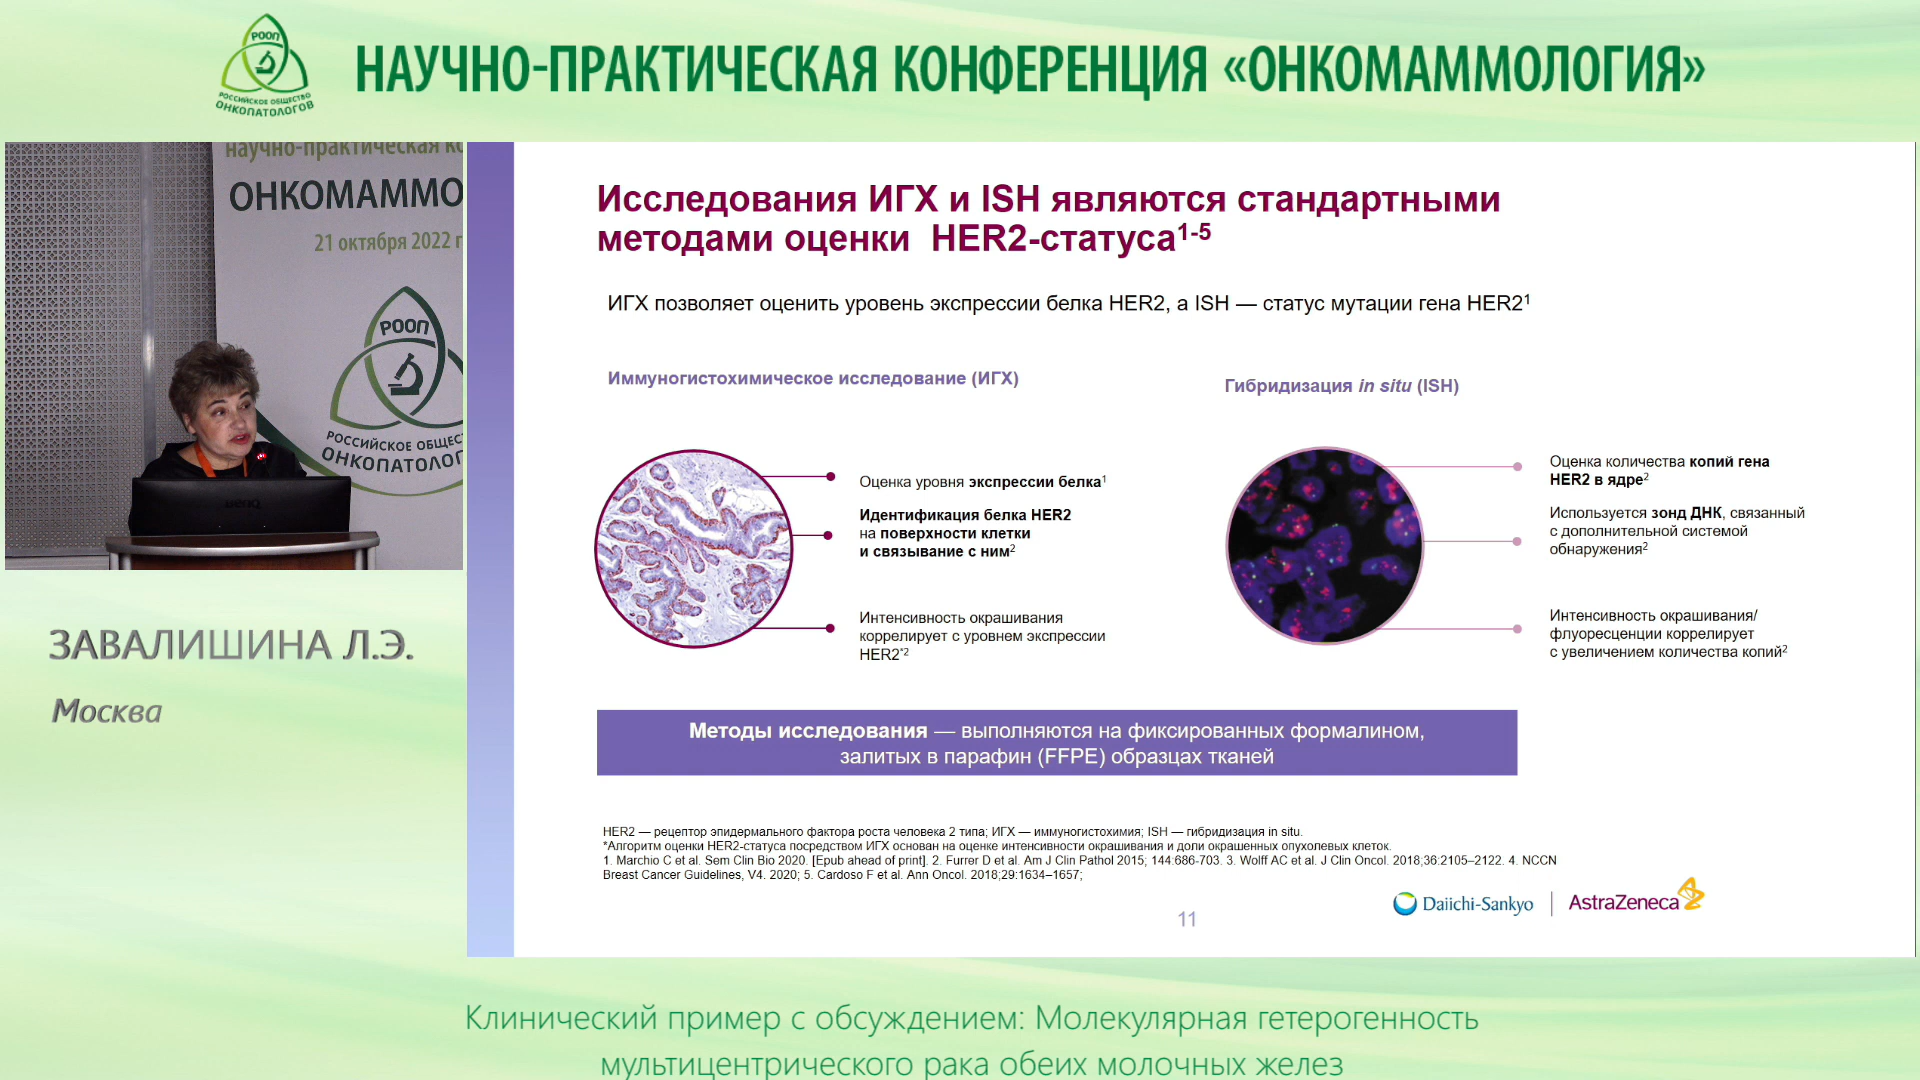 РООП
РОССИЙСКОЕ ОБЩЕСТВО
ОНКОПАТОЛОГОВ
НАУЧНО-ПРАКТИЧЕСКАЯ КОНФЕРЕНЦИЯ «ОНКОМАММОЛОГИЯ»
научно-практическая
ОНКОМАММО
21 октября 2022 г
РООП
РОССИЙСКОЕ ОБЩЕС
ОНКОПАТОЛОГ
BenQ
ЗАВАЛИШИНА Л.Э.
Москва
Исследования ИГХ и ISH являются стандартными
методами оценки HER2-статуса1-5
ИГХ позволяет оценить уровень экспрессии белка HER2, а ISH — статус мутации гена HER2¹
Иммуногистохимическое исследование (ИГХ)
Оценка уровня экспрессии белка¹
Идентификация белка HER2
на поверхности клетки
и связывание с ним²
Интенсивность окрашивания
коррелирует с уровнем экспрессии
HER2*²
Гибридизация in situ (ISH)
Оценка количества копий гена
HER2 в ядре²
Используется зонд ДНК, связанный
с дополнительной системой
обнаружения²
Интенсивность окрашивания/
флуоресценции коррелирует
с увеличением количества копий²
Методы исследования — выполняются на фиксированных формалином,
залитых в парафин (FFPE) образцах тканей
HER2 — рецептор эпидермального фактора роста человека 2 типа; ИГХ — иммуногистохимия; ISH — гибридизация in situ.
*Алгоритм оценки HER2-статуса посредством ИГХ основан на оценке интенсивности окрашивания и доли окрашенных опухолевых клеток.
1. Marchio C et al. Sem Clin Bio 2020. [Epub ahead of print]. 2. Furrer D et al. Am J Clin Pathol 2015; 144:686-703. 3. Wolff AC et al. J Clin Oncol. 2018;36:2105–2122. 4. NCCN
Breast Cancer Guidelines, V4. 2020; 5. Cardoso F et al. Ann Oncol. 2018;29:1634–1657;
Daiichi-Sankyo
AstraZeneca
11
Клинический пример с обсуждением: Молекулярная гетерогенность
мультицентрического рака обеих молочных желез